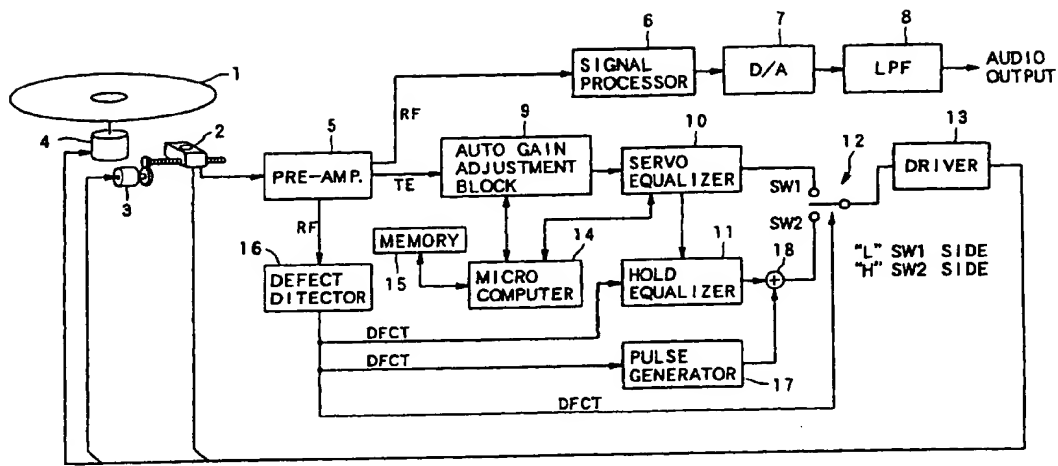 6
7
8
SIGNAL
PROCESSOR
D/A
LPF
AUDIO
OUTPUT
1
RF
2
4
3
5
PRE-AMP.
TE
9
AUTO GAIN
ADJUSTMENT
BLOCK
10
SERVO
EQUALIZER
SW1
SW2
12
13
DRIVER
"L" SW1 SIDE
"H" SW2 SIDE
RF
16
DEFECT
DITECTOR
MEMORY
15
14
MICRO
COMPUTER
11
HOLD
EQUALIZER
18
DFCT
DFCT
PULSE
GENERATOR
17
DFCT